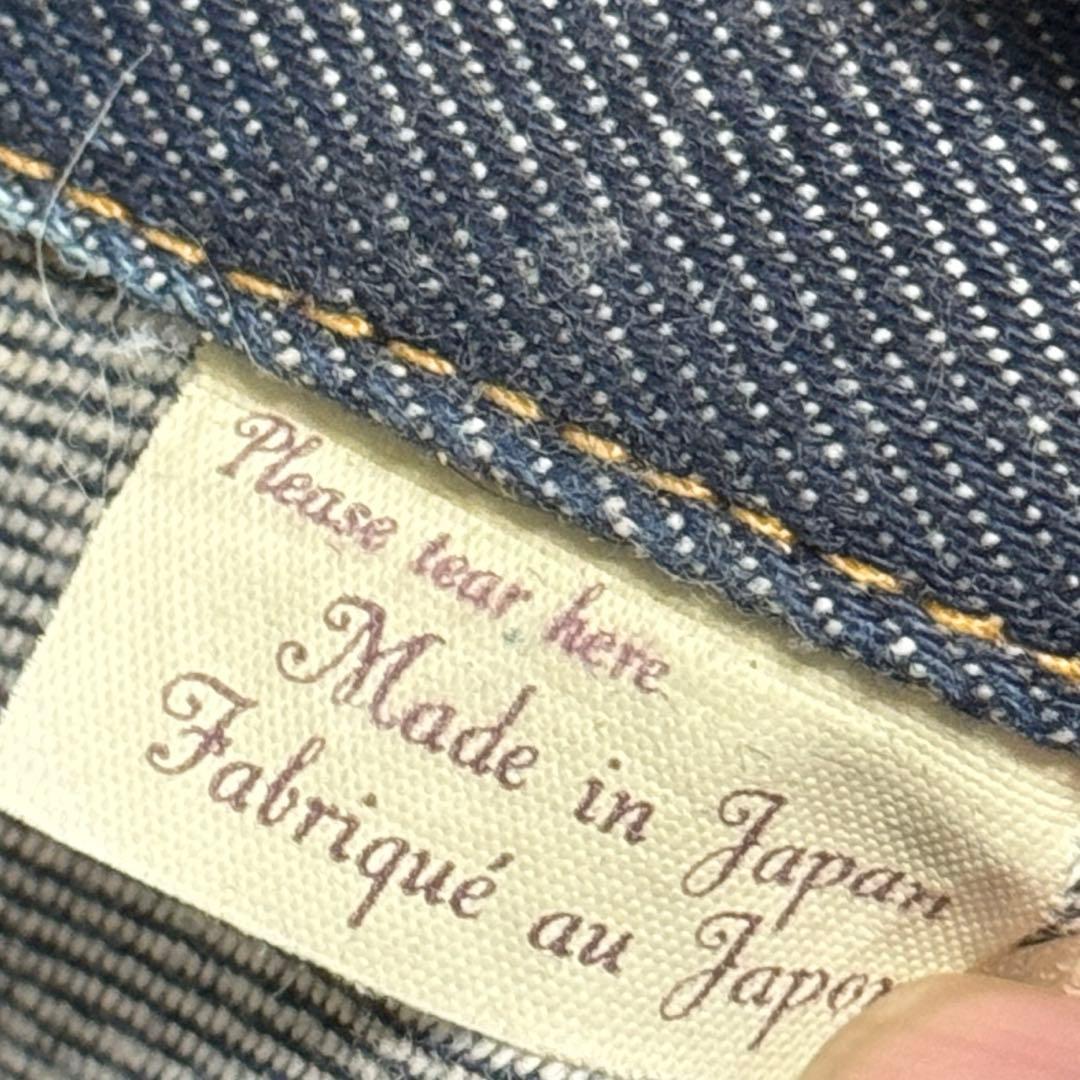 Please tear here
Made in Japan
Fabriqué au Japon